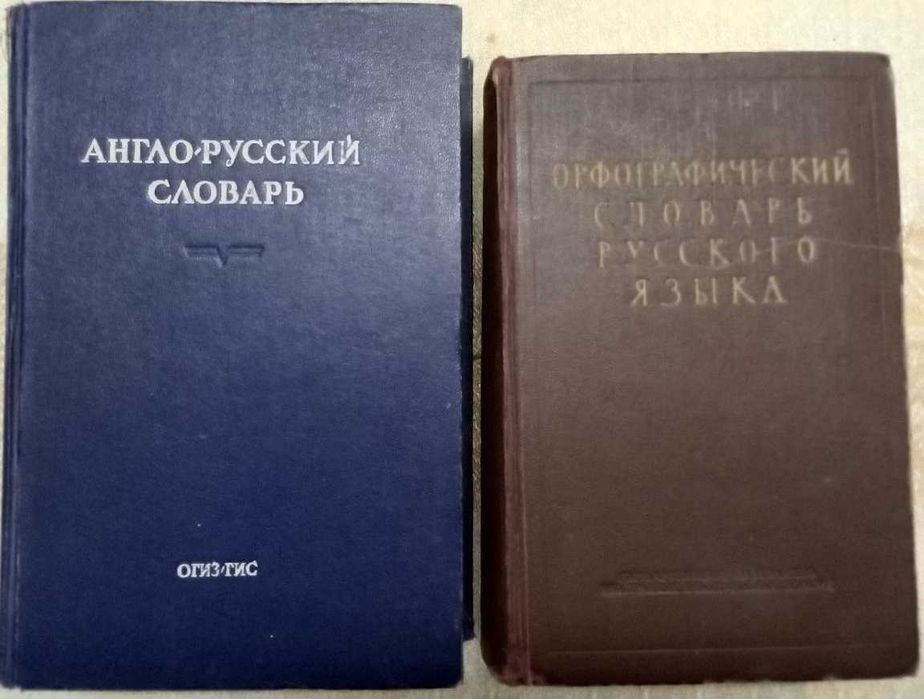 АНГЛО-РУССКИЙ
СЛОВАРЬ
ОГИЗ-ГИС
ОРФОГРАФИЧЕСКИЙ
СЛОВАРЬ
РУССКОГО
ЯЗЫКА